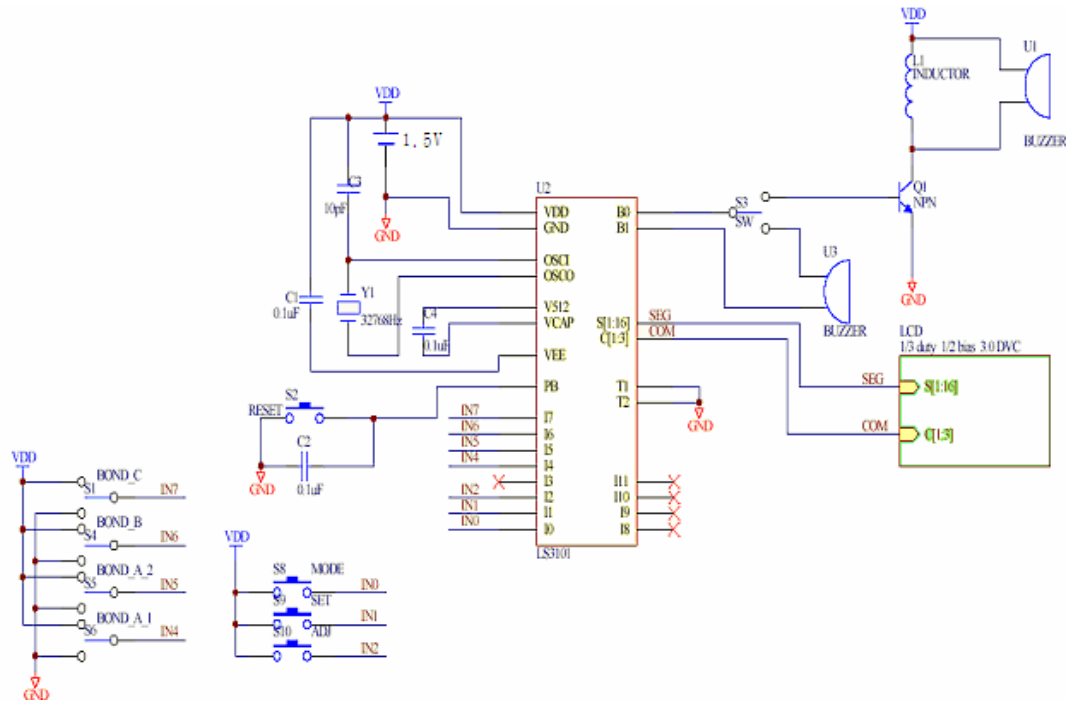 VDD
L1
INDUCTOR
U1
BUZZER
VDD
1.5V
C3
10pF
GND
U2
VDD
GND
OSCI
OSCO
V512
VCAP
VEE
PB
I7
I6
I5
I4
I3
I2
I1
I0
B0
B1
S[1:16]
C[1:3]
T1
T2
I11
I10
I9
I8
LS3101
S3
SW
Q1
NPN
GND
U3
BUZZER
C1
0.1uF
Y1
32768Hz
C4
0.1uF
SEG
COM
LCD
1/3 duty 1/2 bias 3.0 DVC
SEG
S[1:16]
COM
C[1:3]
GND
S2
RESET
C2
0.1uF
GND
IN7
IN6
IN5
IN4
IN2
IN1
IN0
VDD
BOND_C
S1
IN7
BOND_B
S4
IN6
BOND_A_2
S5
IN5
BOND_A_1
S6
IN4
GND
VDD
S8
MODE
IN0
S9
SET
IN1
S10
ADJ
IN2